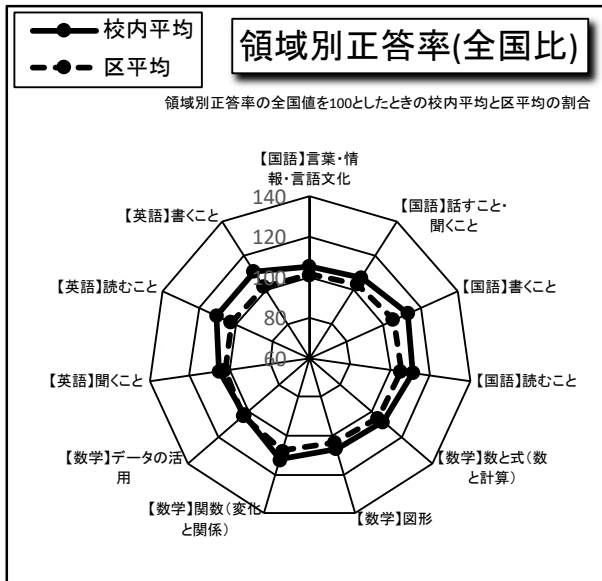 校内平均
区平均
領域別正答率(全国比)
領域別正答率の全国値を100としたときの校内平均と区平均の割合
【国語】言葉・情
報・言語文化
【国語】話すこと・
聞くこと
【国語】書くこと
【国語】読むこと
【数学】数と式(数
と計算)
【数学】図形
【数学】関数(変化
と関係)
【数学】データの活
用
【英語】聞くこと
【英語】読むこと
【英語】書くこと
140
120
100
80
60